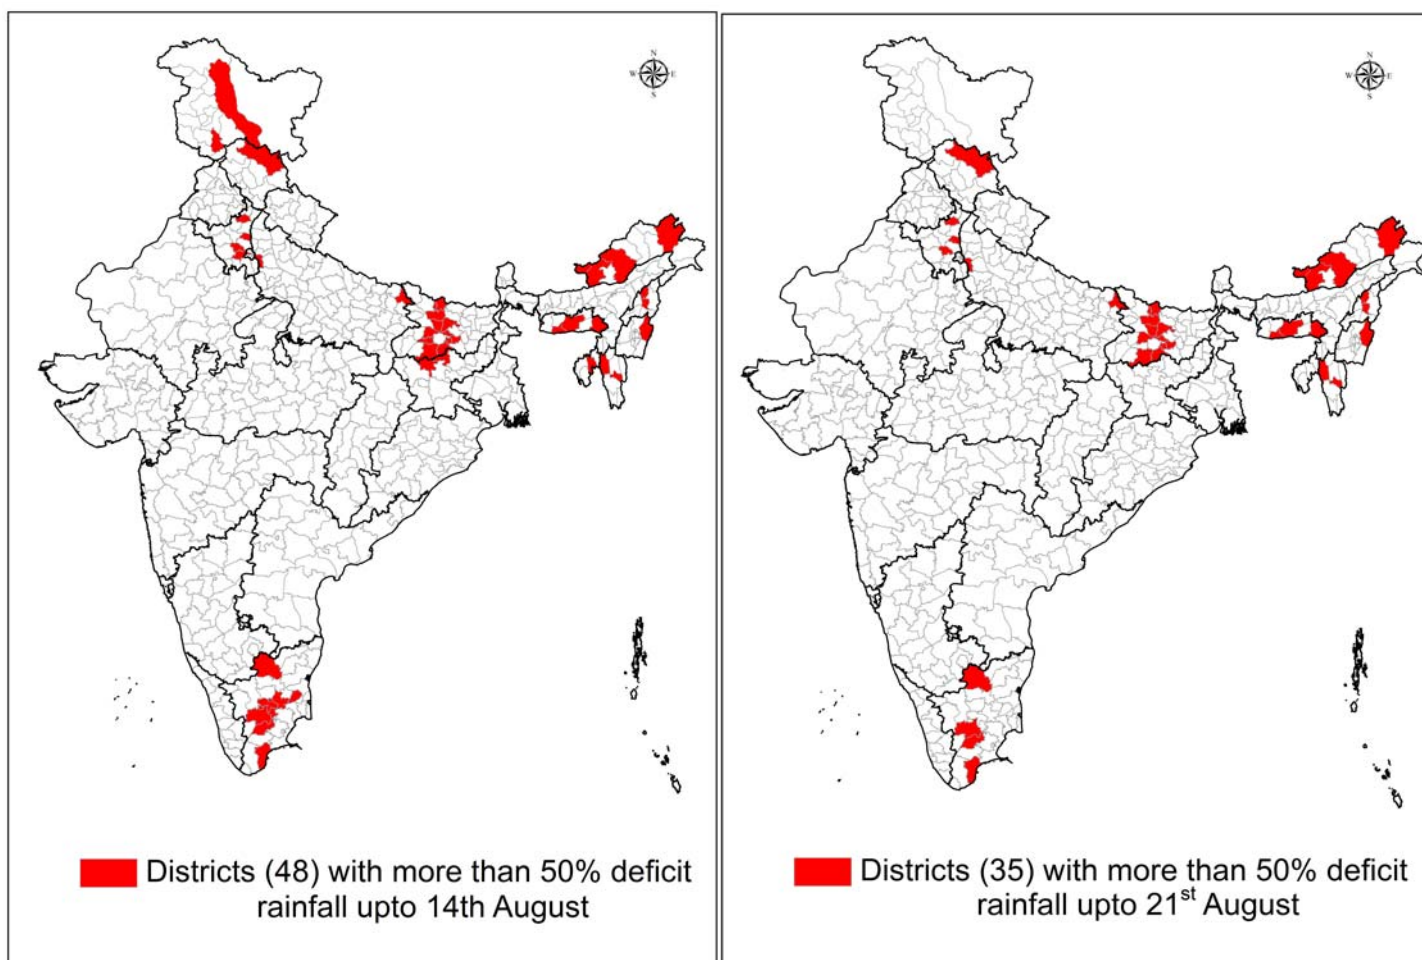 N
W E
S
Districts (48) with more than 50% deficit
rainfall upto 14th August
N
W E
S
Districts (35) with more than 50% deficit
rainfall upto 21st August